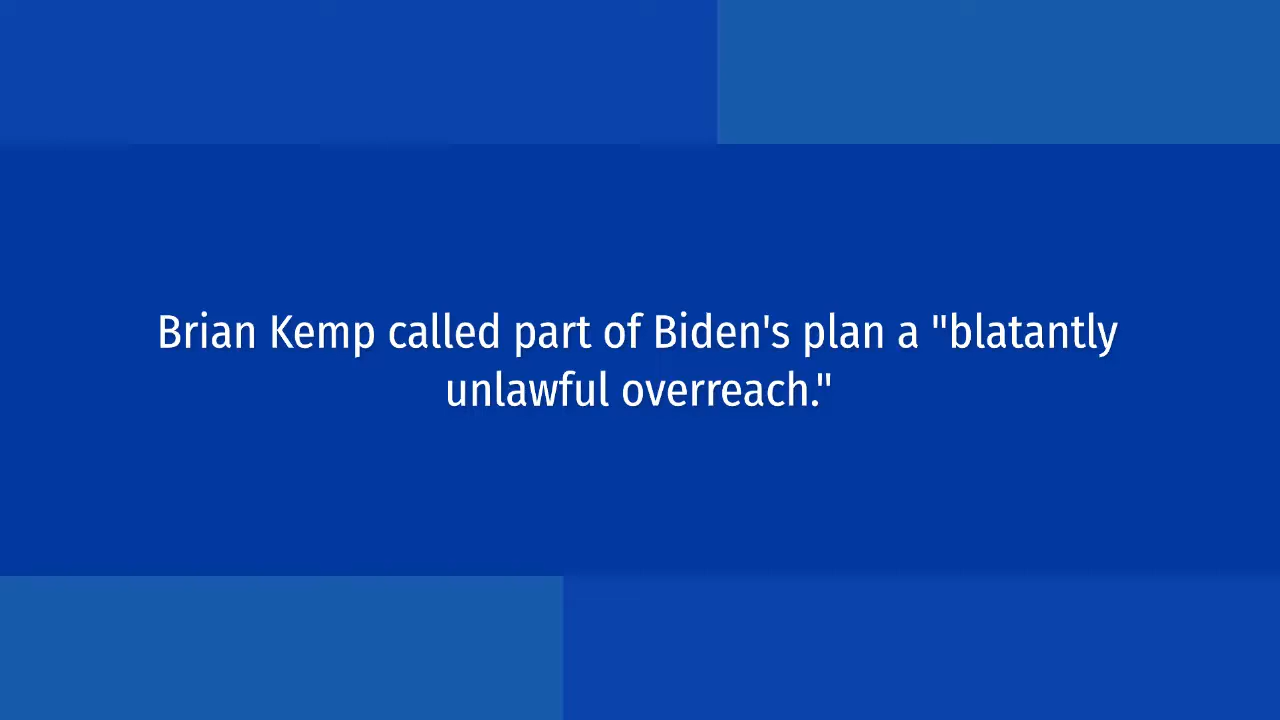 Brian Kemp called part of Biden's plan a "blatantly
unlawful overreach."